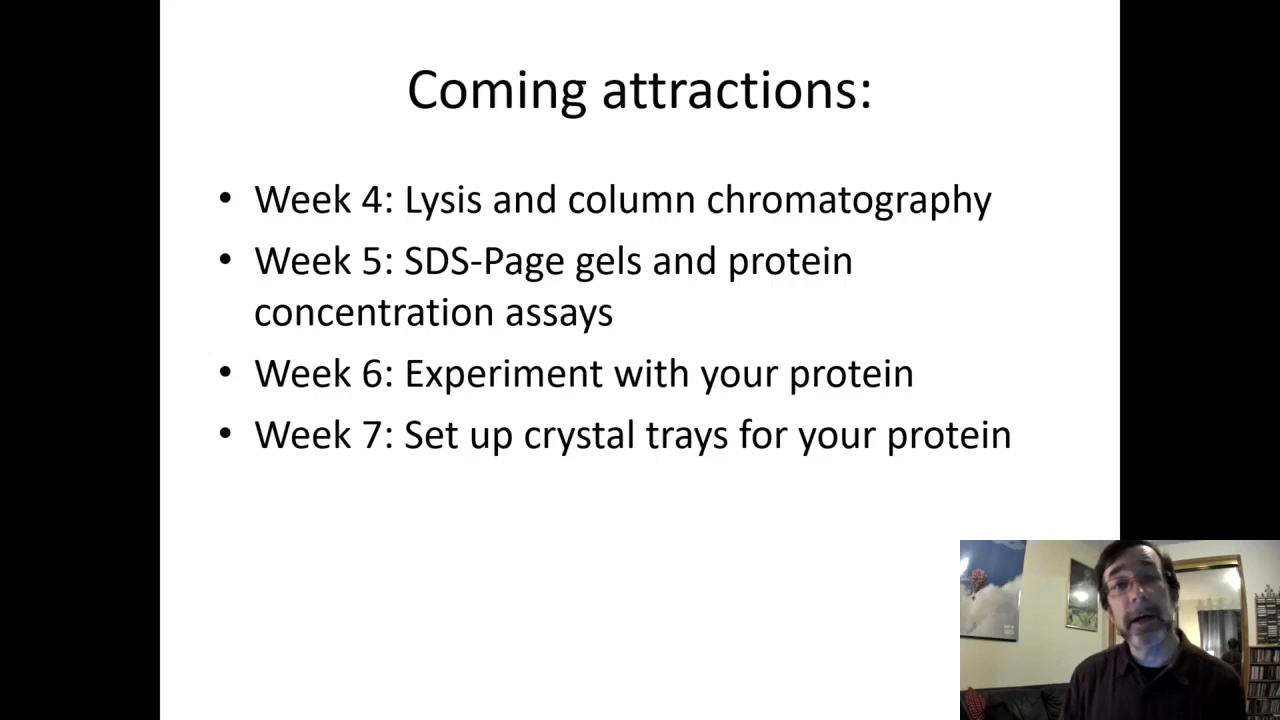 Coming attractions:
• Week 4: Lysis and column chromatography
• Week 5: SDS-Page gels and protein
concentration assays
• Week 6: Experiment with your protein
• Week 7: Set up crystal trays for your protein